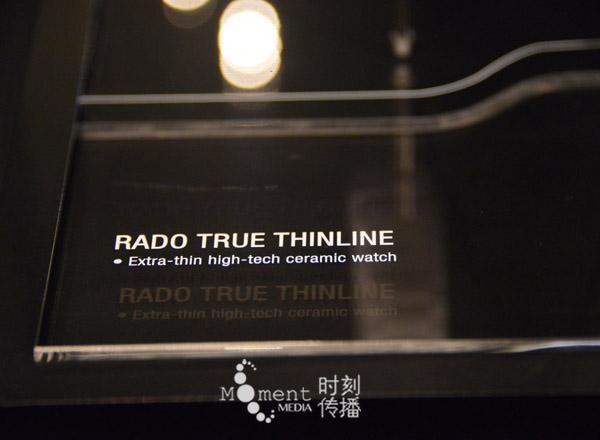 RADO TRUE THINLINE
• Extra-thin high-tech ceramic watch
RADO TRUE THINLINE
• Extra-thin high-tech ceramic watch
Moment 时刻
MEDIA 传播